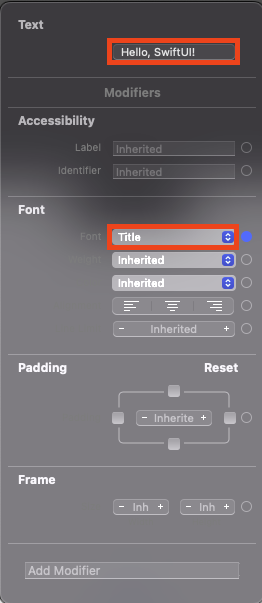 Text
Hello, SwiftUI!
Modifiers
Accessibility
Label Inherited
Identifier Inherited
Font
Font Title
Weight Inherited
Inherited
− Inherited +
Padding Reset
− Inherite +
Frame
− Inh + − Inh +
Add Modifier